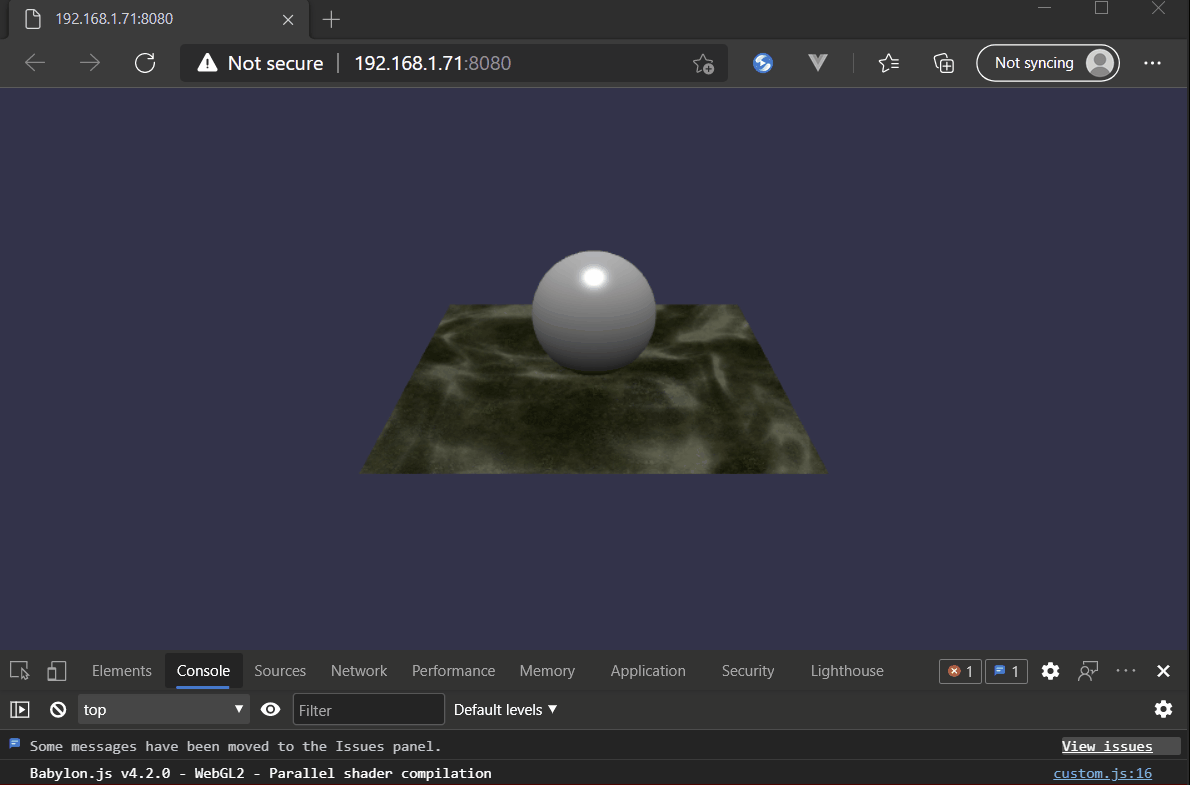 192.168.1.71:8080
Not secure | 192.168.1.71:8080 Not syncing
Elements Console Sources Network Performance Memory Application Security Lighthouse 1 1
top Filter Default levels
Some messages have been moved to the Issues panel. View issues
Babylon.js v4.2.0 - WebGL2 - Parallel shader compilation custom.js:16